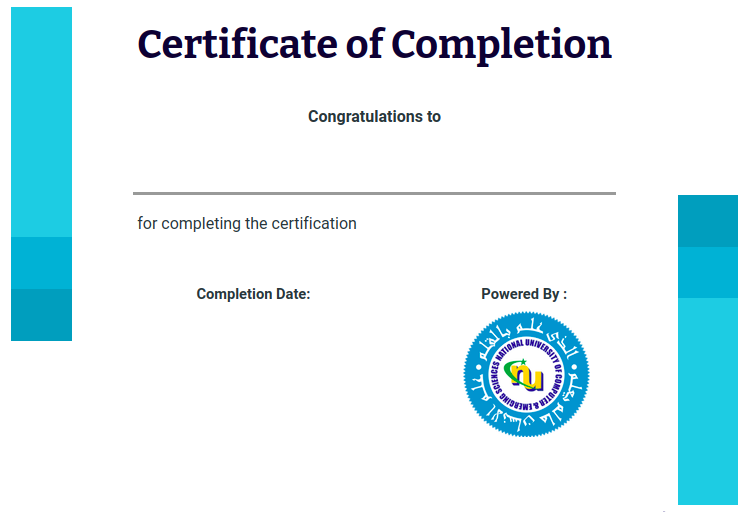 Certificate of Completion
Congratulations to
for completing the certification
Completion Date:
Powered By :
NATIONAL UNIVERSITY OF COMPUTER & EMERGING SCIENCES
nu